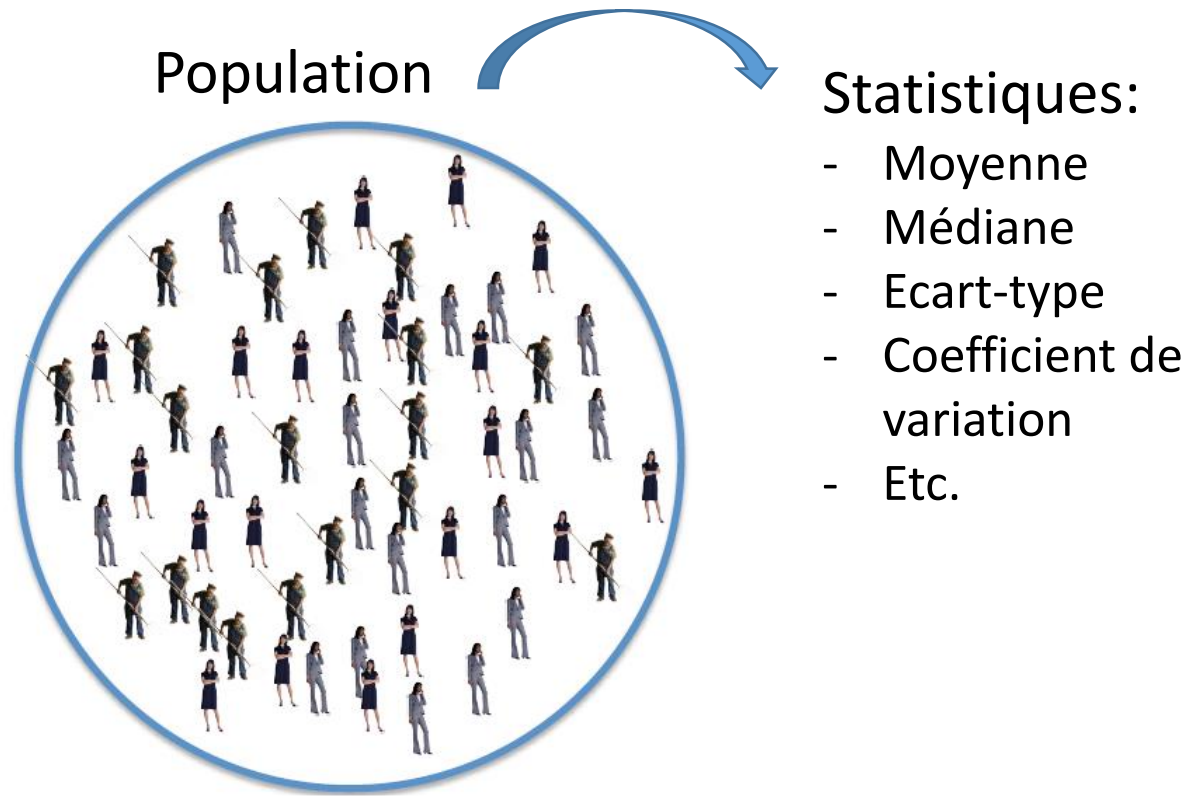 Population
Statistiques:
- Moyenne
- Médiane
- Ecart-type
- Coefficient de
variation
- Etc.